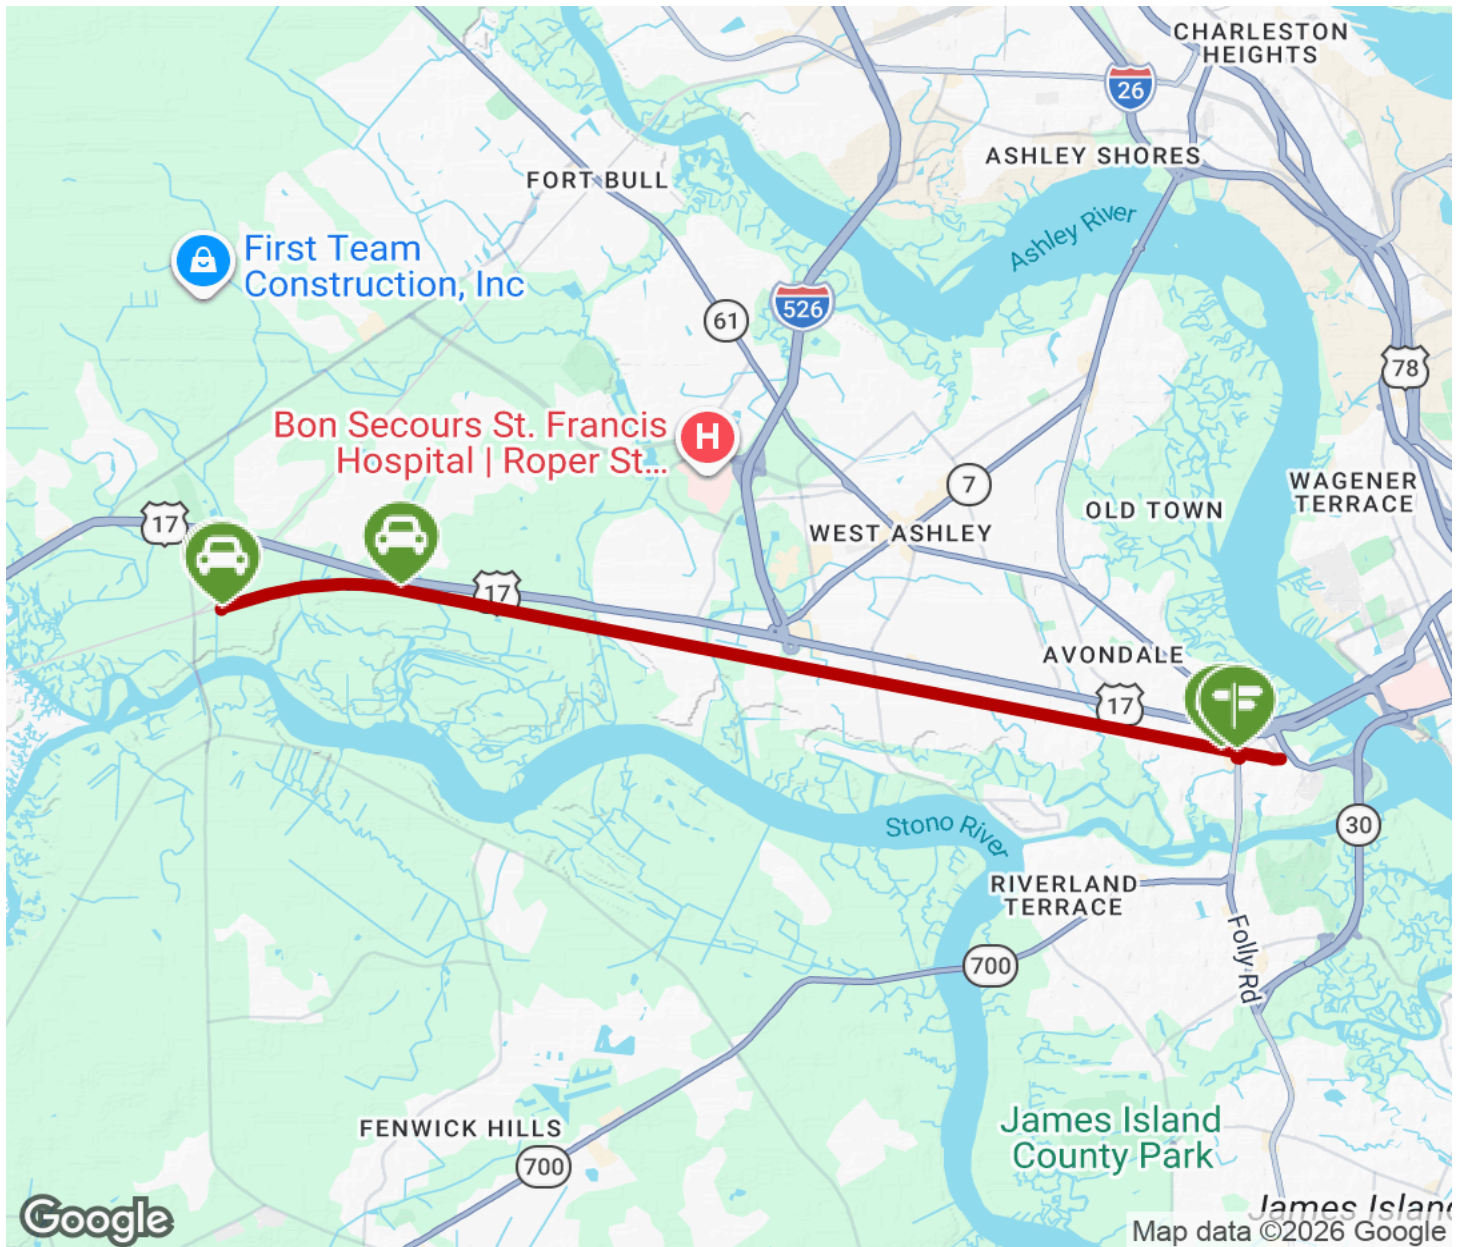 CHARLESTON
HEIGHTS
26
ASHLEY SHORES
FORT BULL
Ashley River
First Team
Construction, Inc
526
61
78
Bon Secours St. Francis
Hospital | Roper St...
H
7
WAGENER
TERRACE
OLD TOWN
17
WEST ASHLEY
17
AVONDALE
17
Stono River
30
RIVERLAND
TERRACE
Folly Rd
700
James Island
County Park
FENWICK HILLS
700
James Islan
Google
Map data ©2026 Google